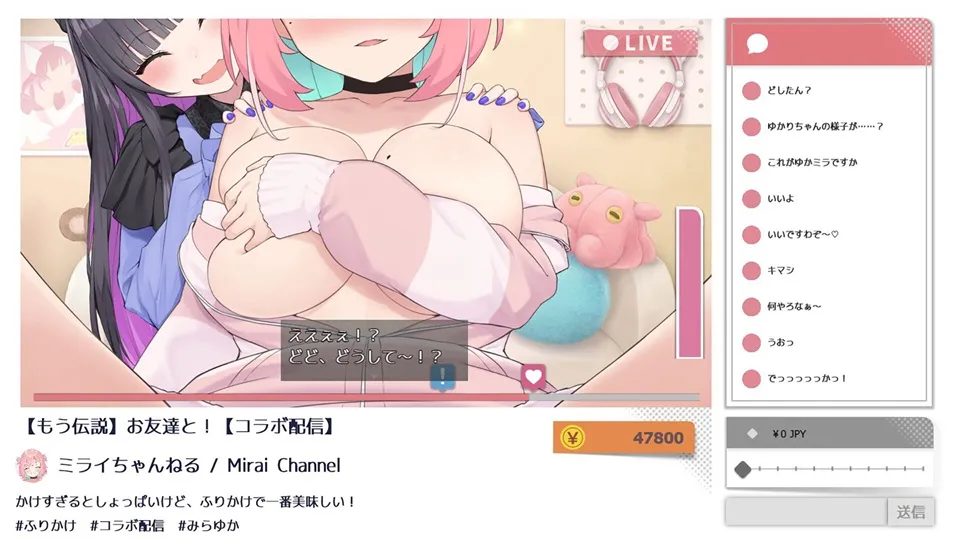 LIVE
どしたん？
ゆかりちゃんの様子が……？
これがゆかミラですか
いいよ
いいですわぞ～♡
キマシ
何やろなぁ～
うおっ
でっっっっっかっ！
えええぇ！？
どど、どうして～！？
！
【もう伝説】お友達と！【コラボ配信】
¥ 47800
ミライちゃんねる / Mirai Channel
かけすぎるとしょっぱいけど、ふりかけで一番美味しい！
#ふりかけ #コラボ配信 #みらゆか
¥0 JPY
送信